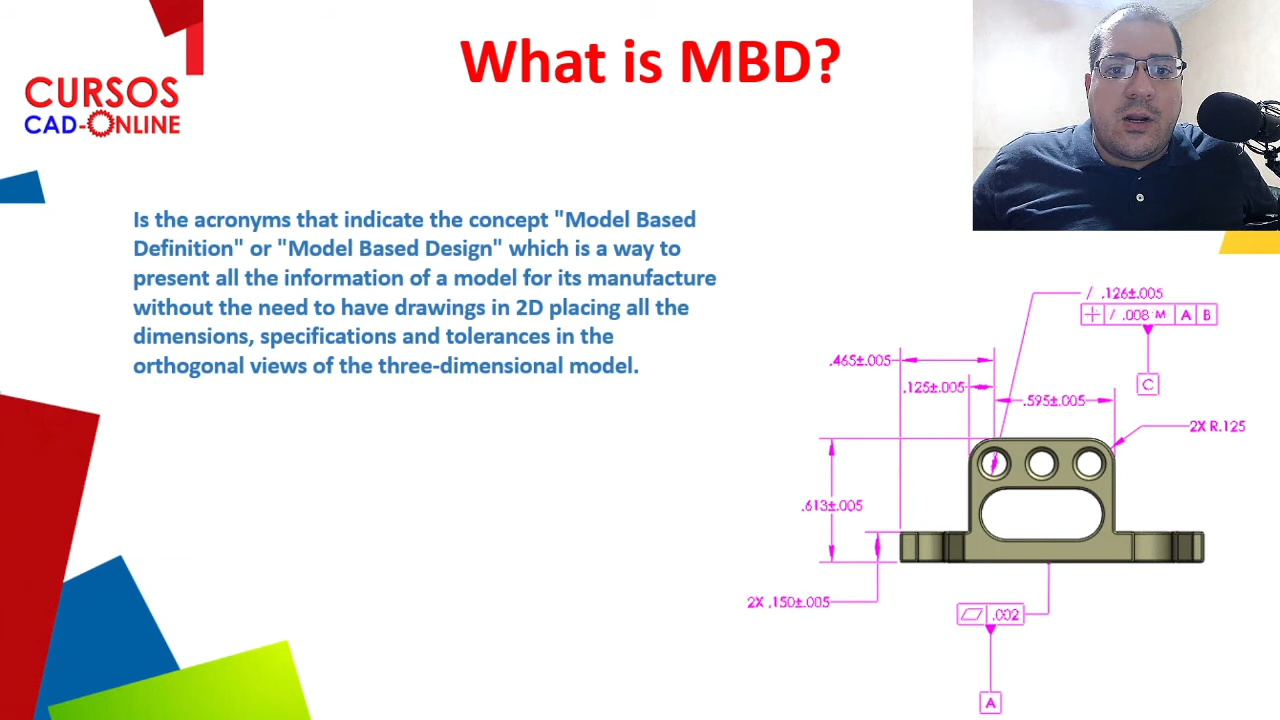 What is MBD?
CURSOS
CAD-ONLINE
Is the acronyms that indicate the concept "Model Based
Definition" or "Model Based Design" which is a way to
present all the information of a model for its manufacture
without the need to have drawings in 2D placing all the
dimensions, specifications and tolerances in the
orthogonal views of the three-dimensional model.
/ .126±.005
/ .008 M A B
C
.465±.005
.125±.005
.595±.005
2X R.125
.613±.005
2X .150±.005
.002
A